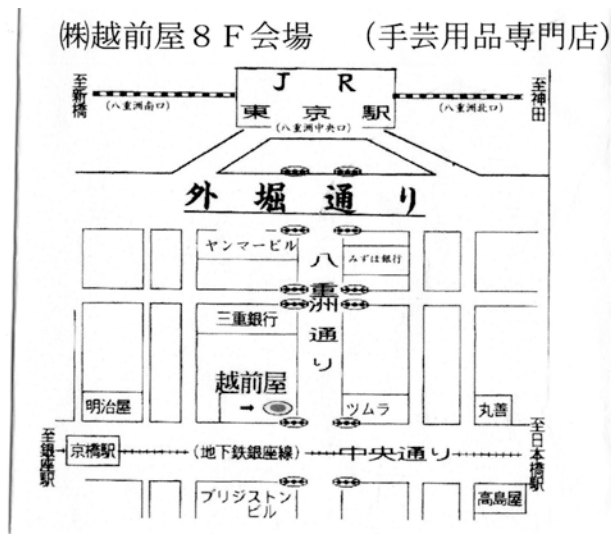 ㈱越前屋8F会場 (手芸用品専門店)
至新橋
JR
東京駅
(八重洲南口)
(八重洲中央口)
(八重洲北口)
至神田
外堀通り
ヤンマービル
みずほ銀行
八重洲通り
三重銀行
越前屋
→
明治屋
ツムラ
丸善
至銀座駅
京橋駅
(地下鉄銀座線)
中央通り
至日本橋駅
ブリジストン
ビル
高島屋